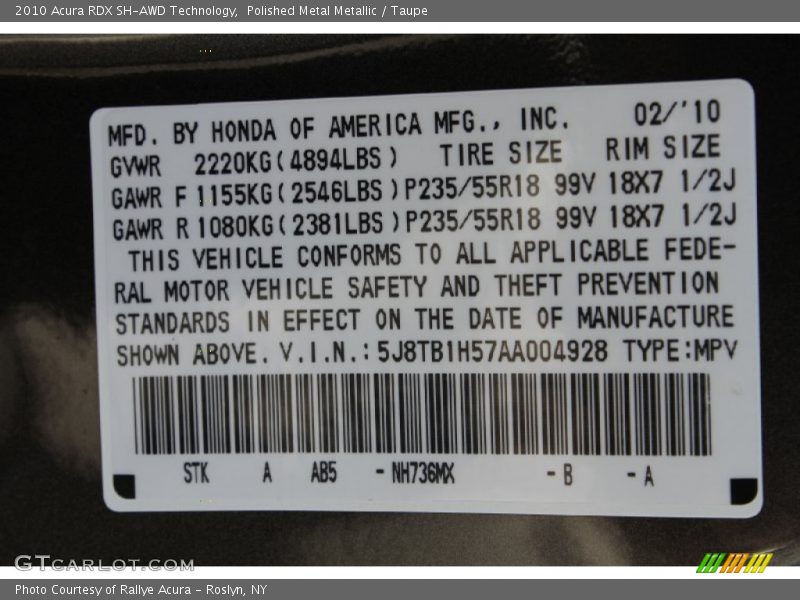 2010 Acura RDX SH-AWD Technology,  Polished Metal Metallic / Taupe
MFD. BY HONDA OF AMERICA MFG., INC. 02/'10
GVWR 2220KG(4894LBS) TIRE SIZE RIM SIZE
GAWR F 1155KG(2546LBS) P235/55R18 99V 18X7 1/2J
GAWR R 1080KG(2381LBS) P235/55R18 99V 18X7 1/2J
THIS VEHICLE CONFORMS TO ALL APPLICABLE FEDE-
RAL MOTOR VEHICLE SAFETY AND THEFT PREVENTION
STANDARDS IN EFFECT ON THE DATE OF MANUFACTURE
SHOWN ABOVE. V.I.N.: 5J8TB1H57AA004928 TYPE:MPV
STK A AB5 - NH736MX - B - A
GTCARLOT.COM
Photo Courtesy of Rallye Acura - Roslyn, NY